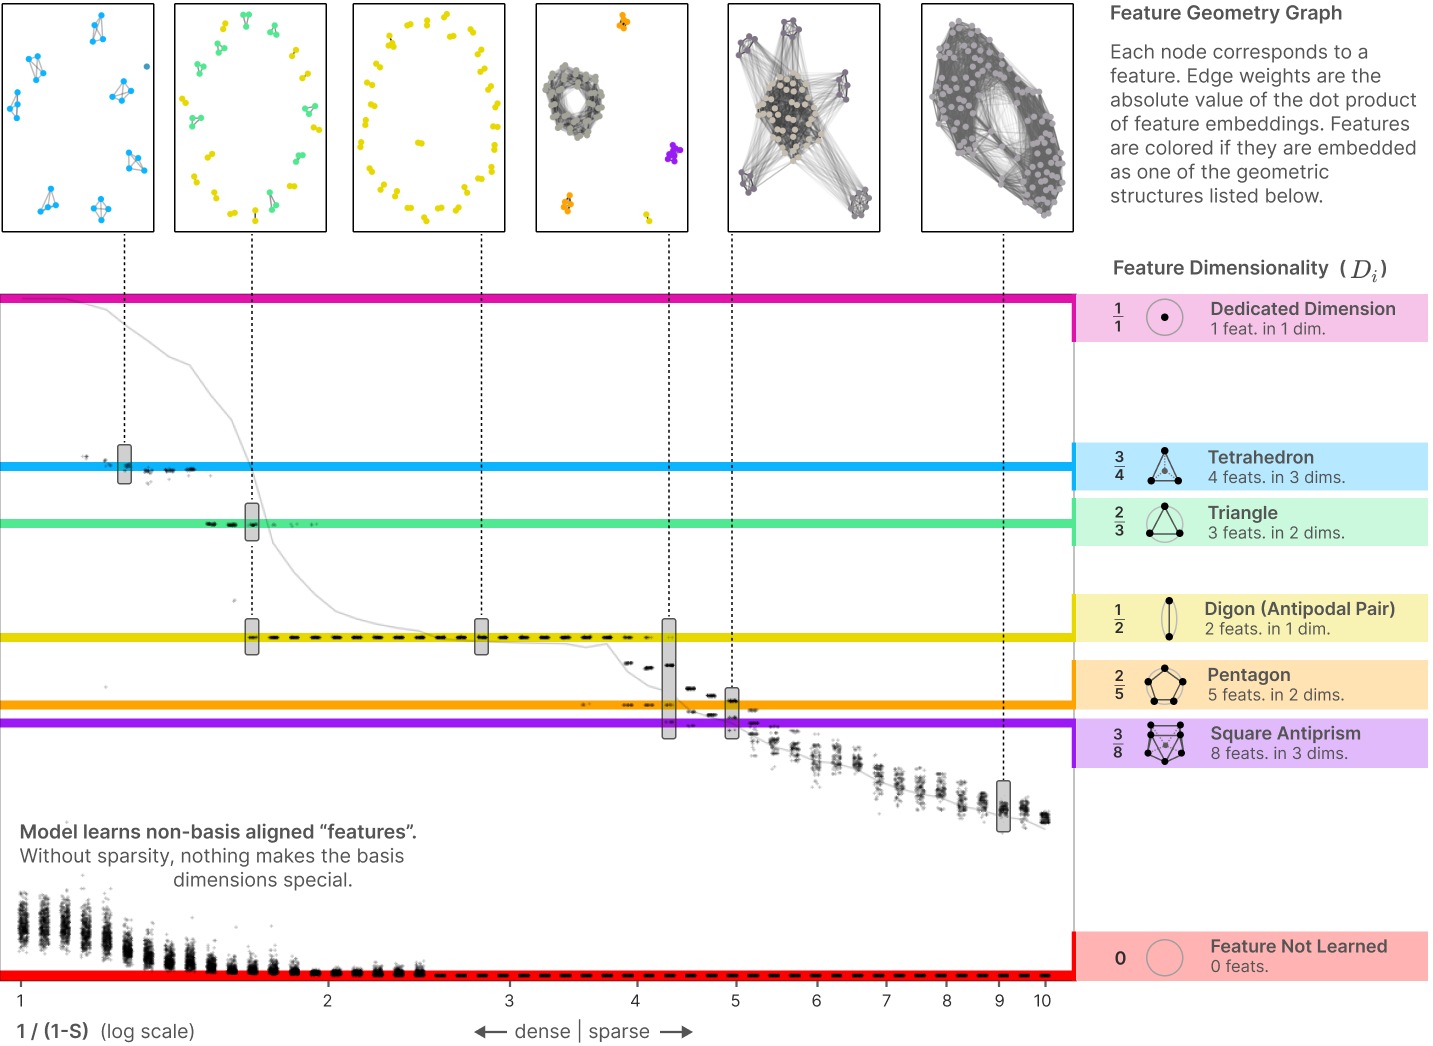 Feature Geometry Graph
Each node corresponds to a
feature. Edge weights are the
absolute value of the dot product
of feature embeddings. Features
are colored if they are embedded
as one of the geometric
structures listed below.
Feature Dimensionality ( D_i )
1/1 Dedicated Dimension
1 feat. in 1 dim.
3/4 Tetrahedron
4 feats. in 3 dims.
2/3 Triangle
3 feats. in 2 dims.
1/2 Digon (Antipodal Pair)
2 feats. in 1 dim.
2/5 Pentagon
5 feats. in 2 dims.
3/8 Square Antiprism
8 feats. in 3 dims.
Model learns non-basis aligned “features”.
Without sparsity, nothing makes the basis
dimensions special.
0 Feature Not Learned
0 feats.
1 2 3 4 5 6 7 8 9 10
1 / (1-S) (log scale)
← dense | sparse →